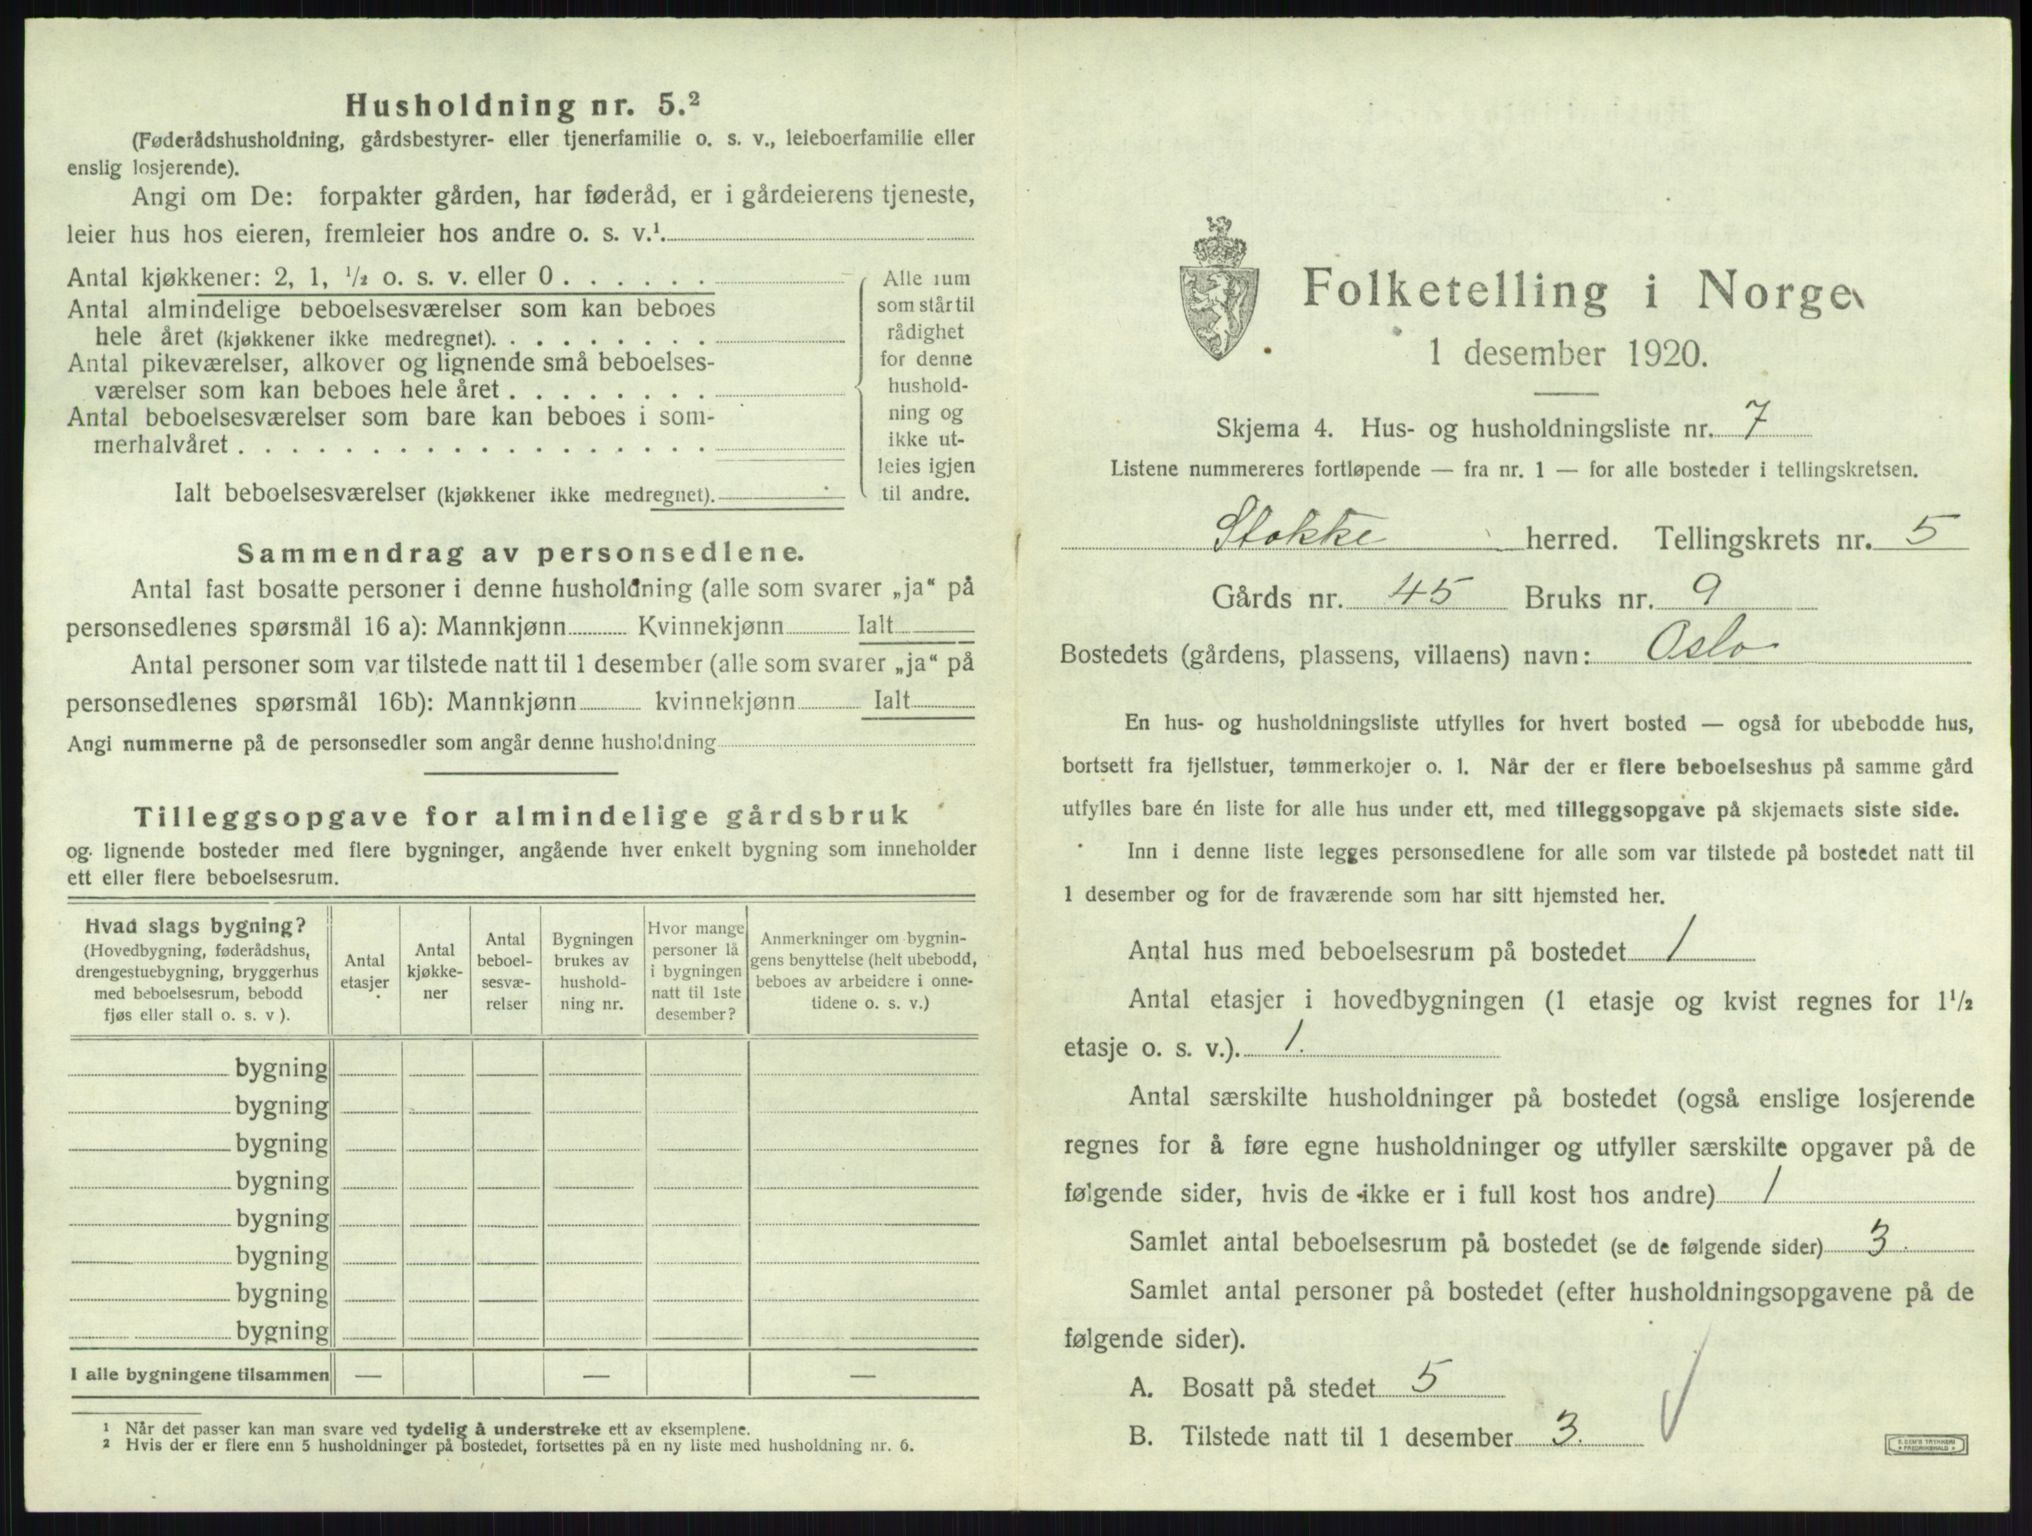 Husholdning nr. 5.²
(Føderådshusholdning, gårdsbestyrer- eller tjenerfamilie o. s. v., leieboerfamilie eller
enslig losjerende).
Angi om De: forpakter gården, har føderåd, er i gårdeierens tjeneste,
leier hus hos eieren, fremleier hos andre o. s. v.¹.
Antal kjøkkener: 2, 1, ½ o. s. v. eller 0 . . . . . .
Antal almindelige beboelsesværelser som kan beboes
hele året (kjøkkener ikke medregnet). . . . . . . . .
Antal pikeværelser, alkover og lignende små beboelses-
værelser som kan beboes hele året . . . . . . . .
Antal beboelsesværelser som bare kan beboes i som-
merhalvåret . . . . . . . . . . . . . . . . . .
Ialt beboelsesværelser (kjøkkener ikke medregnet).
Alle rum
som står til
rådighet
for denne
hushold-
ning og
ikke ut-
leies igjen
til andre.
Sammendrag av personsedlene.
Antal fast bosatte personer i denne husholdning (alle som svarer „ja“ på
personsedlenes spørsmål 16 a): Mannkjønn Kvinnekjønn Ialt
Antal personer som var tilstede natt til 1 desember (alle som svarer „ja“ på
personsedlenes spørsmål 16b): Mannkjønn kvinnekjønn Ialt
Angi nummerne på de personsedler som angår denne husholdning
Tilleggsopgave for almindelige gårdsbruk
og lignende bosteder med flere bygninger, angående hver enkelt bygning som inneholder
ett eller flere beboelsesrum.
Hvad slags bygning?
(Hovedbygning, føderådshus,
drengestuebygning, bryggerhus
med beboelsesrum, bebodd
fjøs eller stall o. s. v ).
Antal
etasjer
Antal
kjøkke-
ner
Antal
beboel-
sesvæ-
relser
Bygningen
brukes av
hushold-
ning nr.
Hvor mange
personer lå
i bygningen
natt til 1ste
desember?
Anmerkninger om bygnin-
gens benyttelse (helt ubebodd,
beboes av arbeidere i onne-
tidene o. s. v.)
bygning
bygning
bygning
bygning
bygning
bygning
bygning
bygning
I alle bygningene tilsammen — — —
¹ Når det passer kan man svare ved tydelig å understreke ett av eksemplene.
² Hvis der er flere enn 5 husholdninger på bostedet, fortsettes på en ny liste med husholdning nr. 6.
Folketelling i Norge
1 desember 1920.
Skjema 4. Hus- og husholdningsliste nr. 7
Listene nummereres fortløpende — fra nr. 1 — for alle bosteder i tellingskretsen.
Stokke herred. Tellingskrets nr. 5
Gårds nr. 45 Bruks nr. 9
Bostedets (gårdens, plassens, villaens) navn: Oslo
En hus- og husholdningsliste utfylles for hvert bosted — også for ubebodde hus,
bortsett fra fjellstuer, tømmerkojer o. l. Når der er flere beboelseshus på samme gård
utfylles bare én liste for alle hus under ett, med tilleggsopgave på skjemaets siste side.
Inn i denne liste legges personsedlene for alle som var tilstede på bostedet natt til
1 desember og for de fraværende som har sitt hjemsted her.
Antal hus med beboelsesrum på bostedet 1
Antal etasjer i hovedbygningen (1 etasje og kvist regnes for 1½
etasje o. s. v.). 1.
Antal særskilte husholdninger på bostedet (også enslige losjerende
regnes for å føre egne husholdninger og utfyller særskilte opgaver på de
følgende sider, hvis de ikke er i full kost hos andre) 1
Samlet antal beboelsesrum på bostedet (se de følgende sider) 3.
Samlet antal personer på bostedet (efter husholdningsopgavene på de
følgende sider).
A. Bosatt på stedet 5
B. Tilstede natt til 1 desember 3.